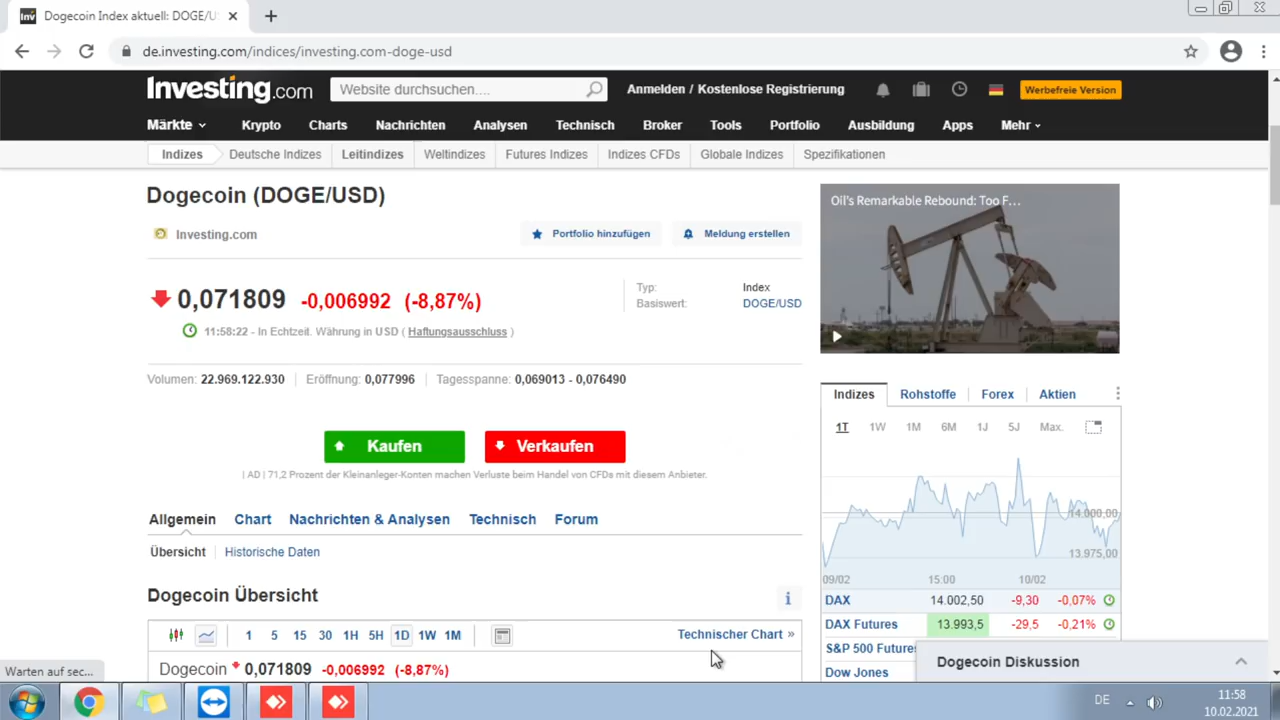 Dogecoin Index aktuell: DOGE/U
de.investing.com/indices/investing.com-doge-usd
Investing.com
Website durchsuchen....
Anmelden / Kostenlose Registrierung
Werbefreie Version
Märkte
Krypto
Charts
Nachrichten
Analysen
Technisch
Broker
Tools
Portfolio
Ausbildung
Apps
Mehr
Indizes
Deutsche Indizes
Leitindizes
Weltindizes
Futures Indizes
Indizes CFDs
Globale Indizes
Spezifikationen
Dogecoin (DOGE/USD)
Investing.com
Portfolio hinzufügen
Meldung erstellen
0,071809 -0,006992 (-8,87%)
11:58:22 - In Echtzeit. Währung in USD ( Haftungsausschluss )
Typ: Index
Basiswert: DOGE/USD
Volumen: 22.969.122.930
Eröffnung: 0,077996
Tagesspanne: 0,069013 - 0,076490
Kaufen
Verkaufen
| AD | 71,2 Prozent der Kleinanleger-Konten machen Verluste beim Handel von CFDs mit diesem Anbieter.
Allgemein
Chart
Nachrichten & Analysen
Technisch
Forum
Übersicht
Historische Daten
Dogecoin Übersicht
1 5 15 30 1H 5H 1D 1W 1M
Technischer Chart »
Dogecoin 0,071809 -0,006992 (-8,87%)
Oil's Remarkable Rebound: Too F...
Indizes
Rohstoffe
Forex
Aktien
1T 1W 1M 6M 1J 5J Max.
14.000,00
13.975,00
09/02 15:00 10/02
DAX 14.002,50 -9,30 -0,07%
DAX Futures 13.993,5 -29,5 -0,21%
S&P 500 Futures
Dow Jones
Dogecoin Diskussion
Warten auf sec...
DE
11:58
10.02.2021